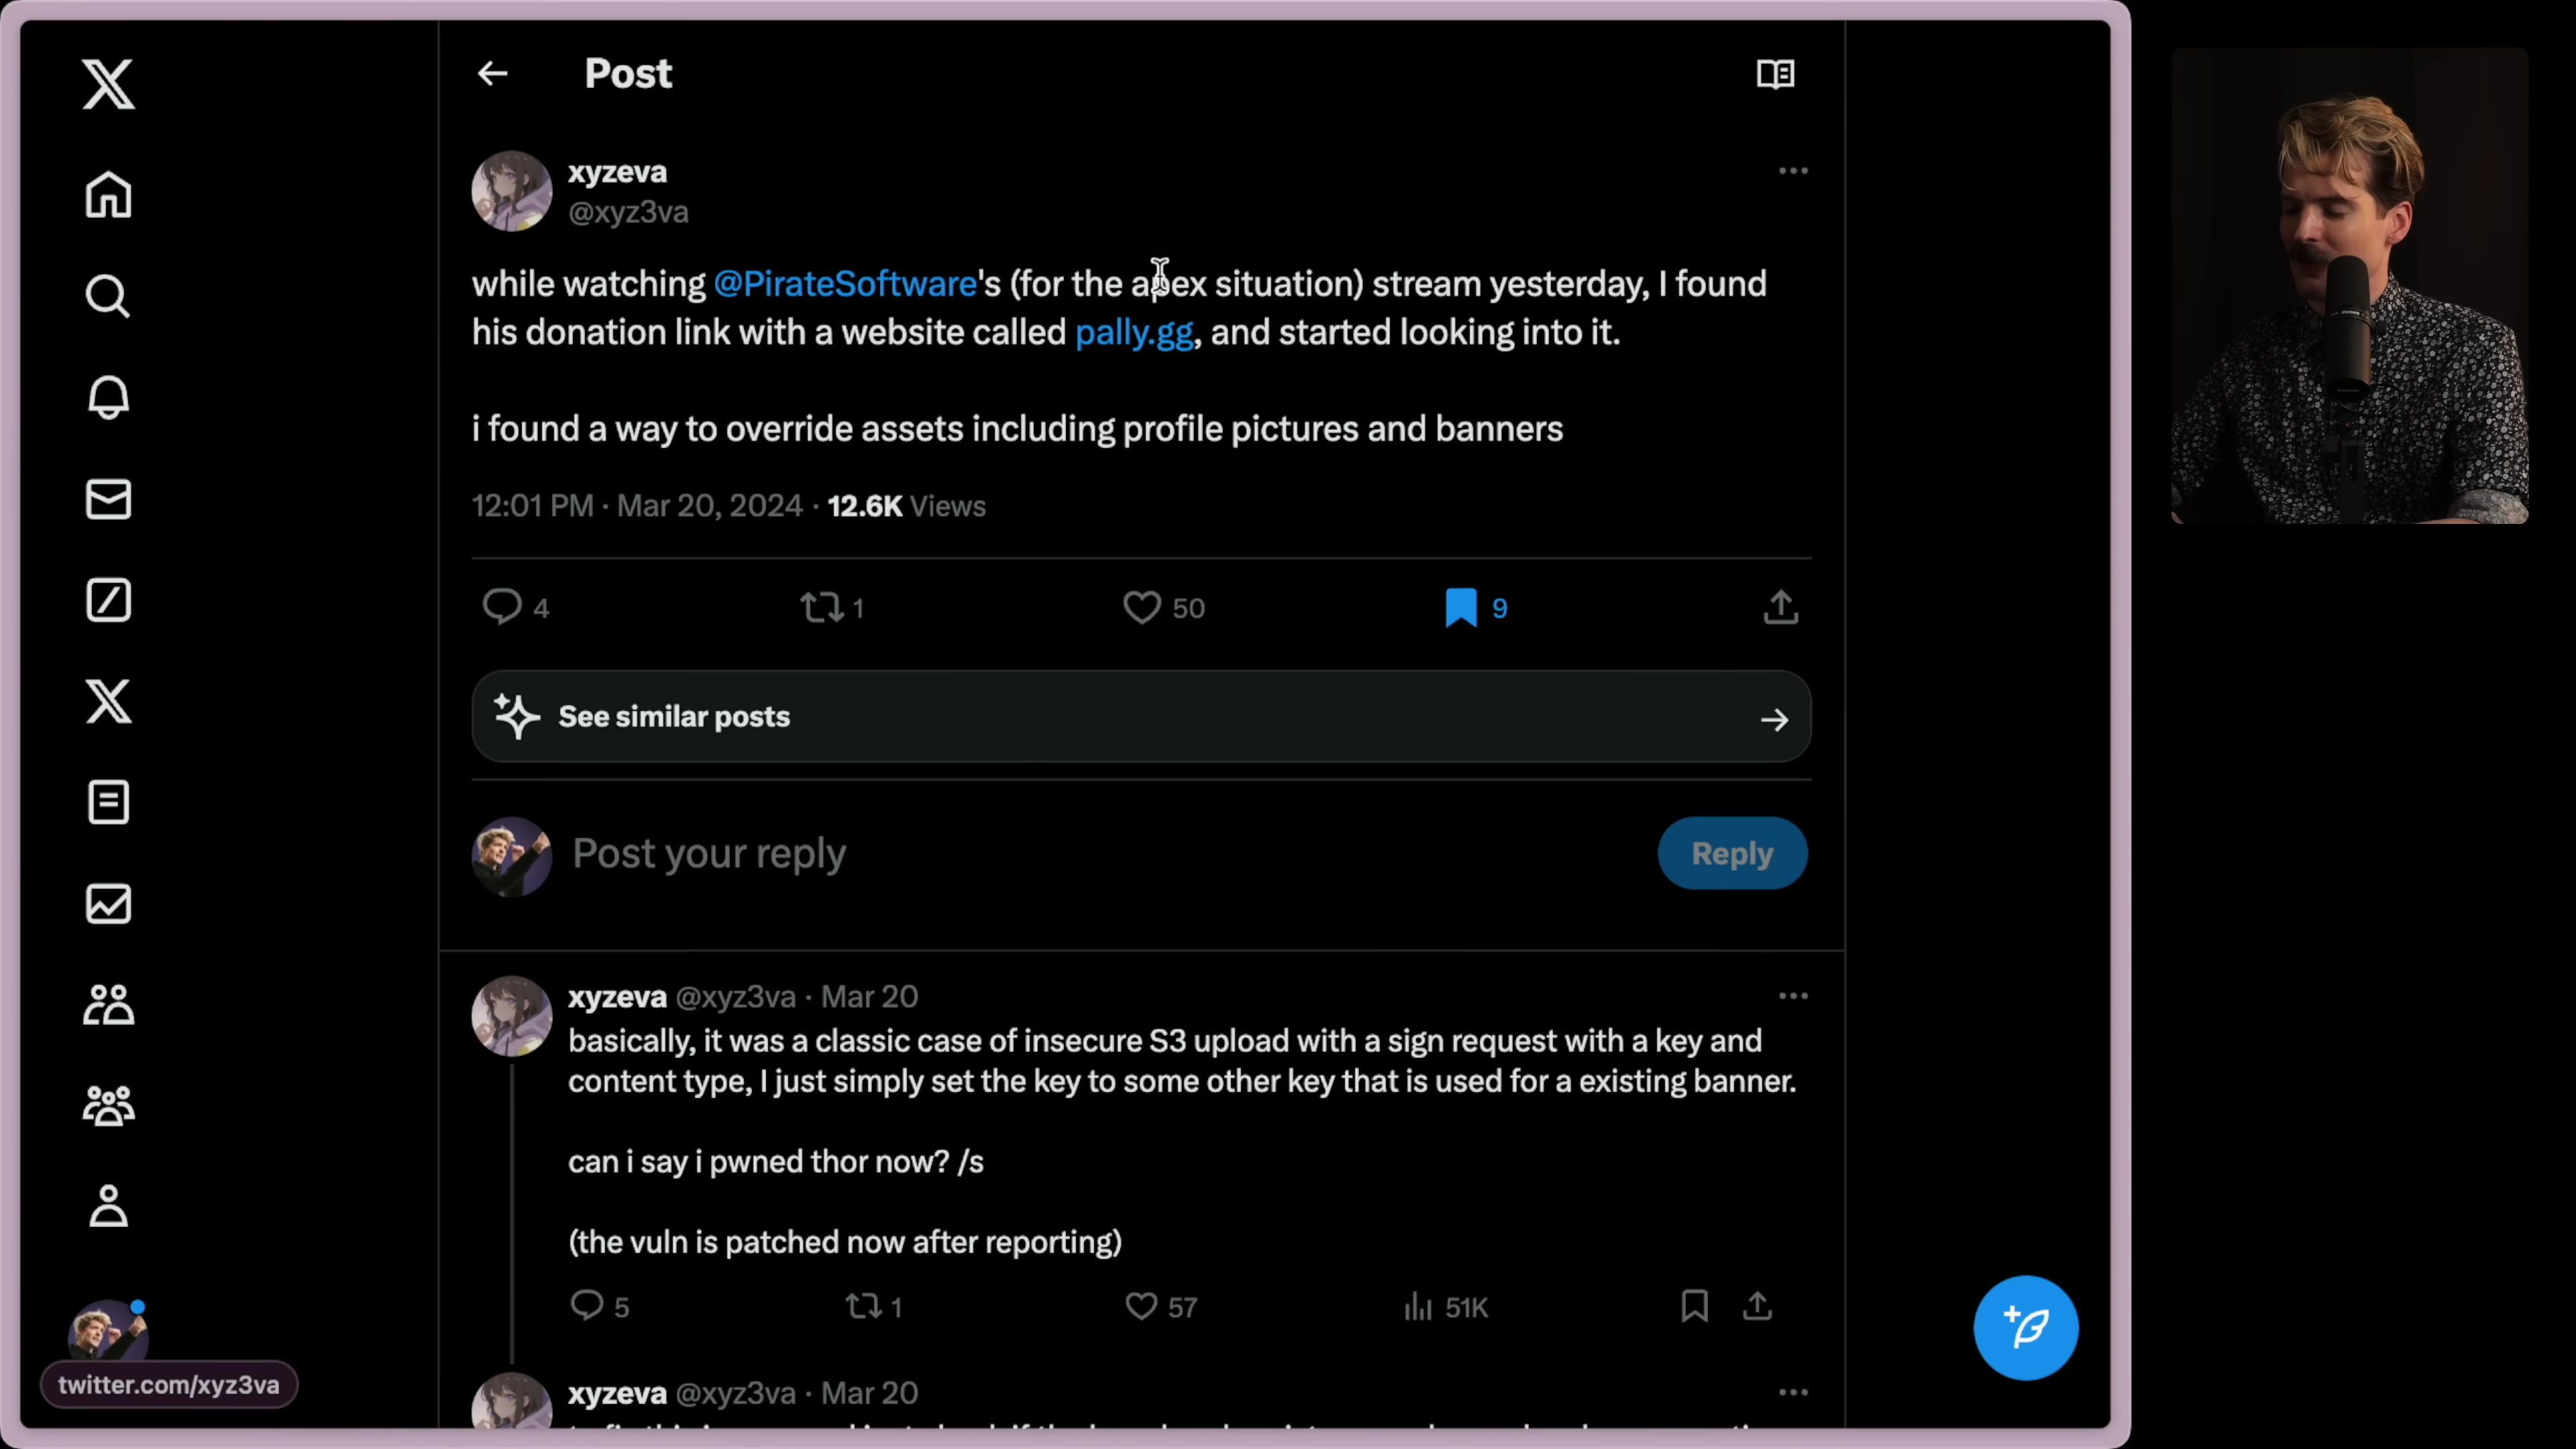 Post
xyzeva
@xyz3va
while watching @PirateSoftware's (for the apex situation) stream yesterday, I found
his donation link with a website called pally.gg, and started looking into it.
i found a way to override assets including profile pictures and banners
12:01 PM · Mar 20, 2024 · 12.6K Views
4 1 50 9
See similar posts
Post your reply
Reply
xyzeva @xyz3va · Mar 20
basically, it was a classic case of insecure S3 upload with a sign request with a key and
content type, I just simply set the key to some other key that is used for a existing banner.
can i say i pwned thor now? /s
(the vuln is patched now after reporting)
5 1 57 51K
twitter.com/xyz3va
xyzeva @xyz3va · Mar 20